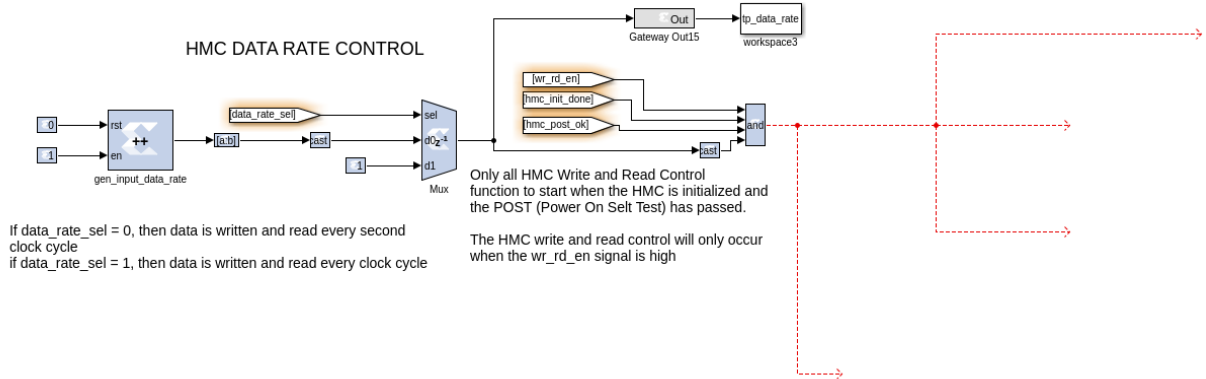 Out
Gateway Out15
tp_data_rate
workspace3
HMC DATA RATE CONTROL
[wr_rd_en]
[hmc_init_done]
[hmc_post_ok]
and
[data_rate_sel]
0
rst
1
en
++
gen_input_data_rate
[a:b]
cast
sel
d0
z-1
d1
1
Mux
cast
Only all HMC Write and Read Control
function to start when the HMC is initialized and
the POST (Power On Selt Test) has passed.
The HMC write and read control will only occur
when the wr_rd_en signal is high
If data_rate_sel = 0, then data is written and read every second
clock cycle
if data_rate_sel = 1, then data is written and read every clock cycle